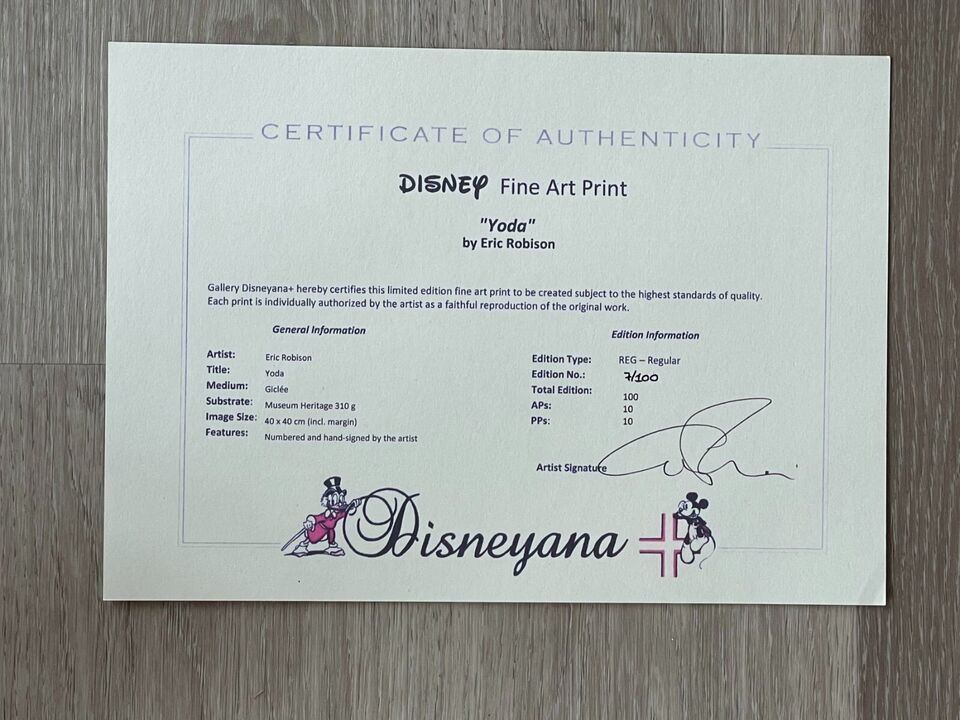 CERTIFICATE OF AUTHENTICITY
DISNEY Fine Art Print
"Yoda"
by Eric Robison
Gallery Disneyana+ hereby certifies this limited edition fine art print to be created subject to the highest standards of quality.
Each print is individually authorized by the artist as a faithful reproduction of the original work.
General Information
Artist: Eric Robison
Title: Yoda
Medium: Giclée
Substrate: Museum Heritage 310 g
Image Size: 40 x 40 cm (incl. margin)
Features: Numbered and hand-signed by the artist
Edition Information
Edition Type: REG – Regular
Edition No.: 7/100
Total Edition: 100
APs: 10
PPs: 10
Artist Signature
Disneyana+